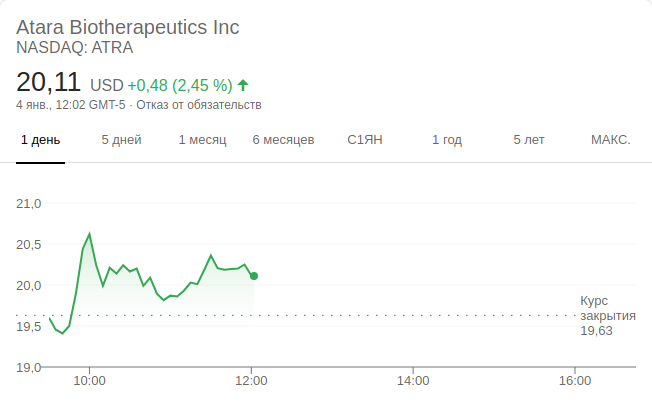 Atara Biotherapeutics Inc
NASDAQ: ATRA
20,11 USD +0,48 (2,45 %)
4 янв., 12:02 GMT-5 · Отказ от обязательств
1 день 5 дней 1 месяц 6 месяцев С1ЯН 1 год 5 лет МАКС.
21,0
20,5
20,0
19,5
19,0
Курс
закрытия
19,63
10:00 12:00 14:00 16:00